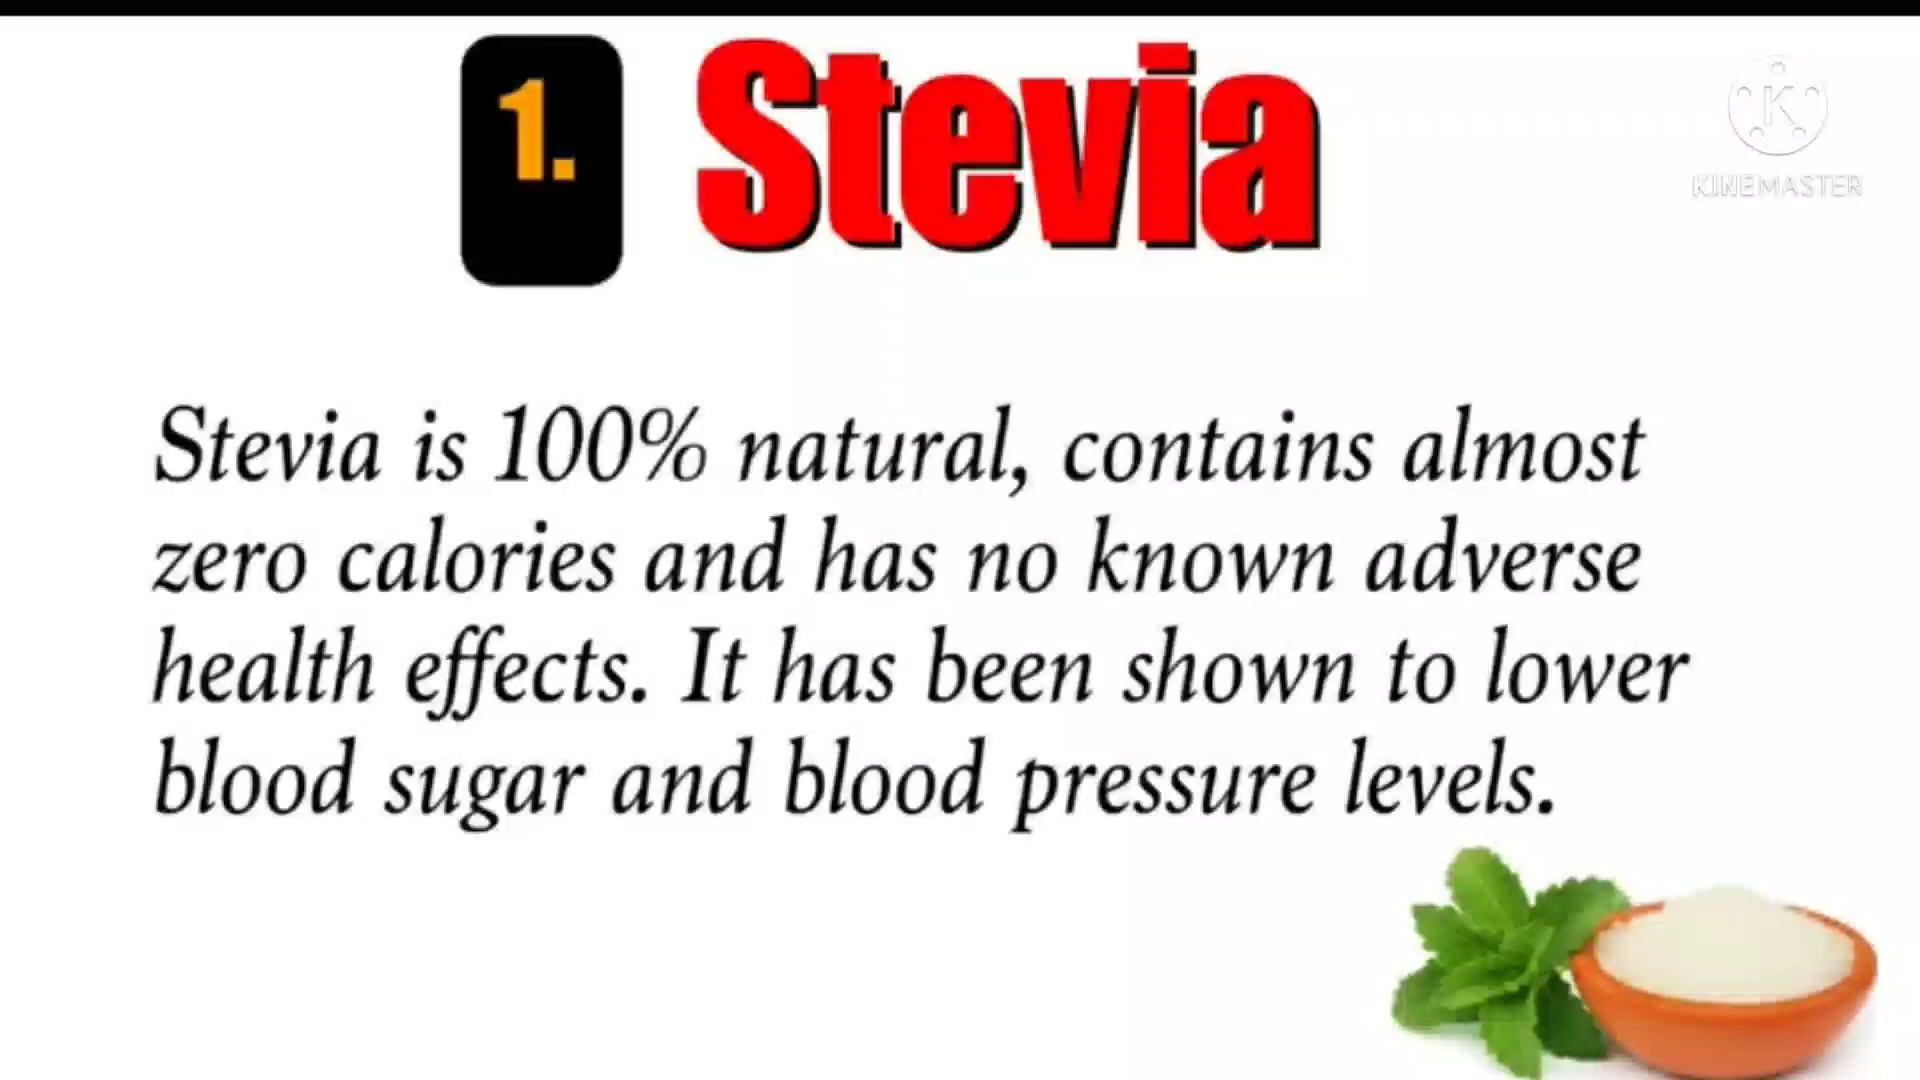 1. Stevia
K
KINEMASTER
Stevia is 100% natural, contains almost
zero calories and has no known adverse
health effects. It has been shown to lower
blood sugar and blood pressure levels.